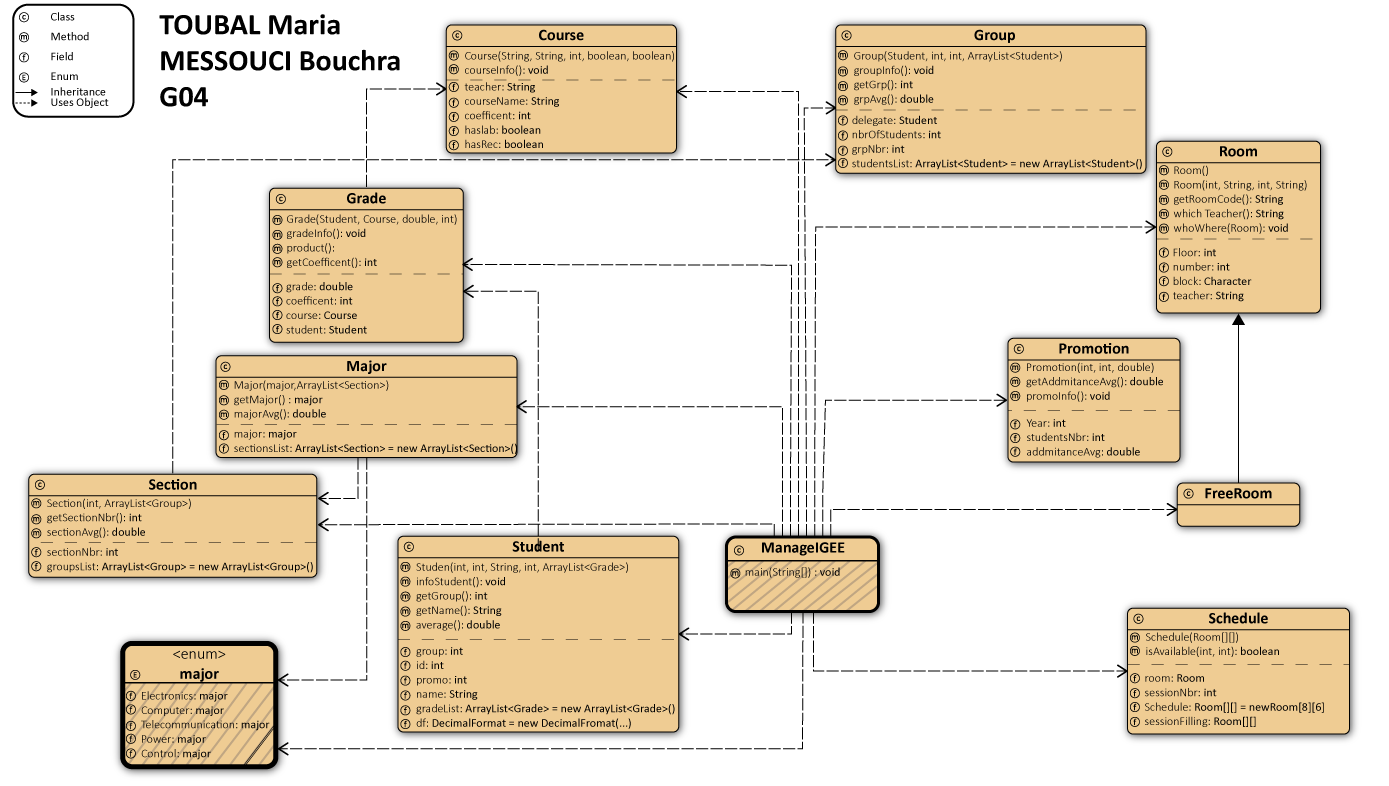 Class
Method
Field
Enum
Inheritance
Uses Object
TOUBAL Maria
MESSOUCI Bouchra
G04
Course
Course(String, String, int, boolean, boolean)
courseInfo(): void
teacher: String
courseName: String
coefficent: int
haslab: boolean
hasRec: boolean
Group
Group(Student, int, int, ArrayList<Student>)
groupInfo(): void
getGrp(): int
grpAvg(): double
delegate: Student
nbrOfStudents: int
grpNbr: int
studentsList: ArrayList<Student> = new ArrayList<Student>()
Room
Room()
Room(int, String, int, String)
getRoomCode(): String
which Teacher(): String
whoWhere(Room): void
Floor: int
number: int
block: Character
teacher: String
Grade
Grade(Student, Course, double, int)
gradeInfo(): void
product():
getCoefficent(): int
grade: double
coefficent: int
course: Course
student: Student
Major
Major(major,ArrayList<Section>)
getMajor() : major
majorAvg(): double
major: major
sectionsList: ArrayList<Section> = new ArrayList<Section>()
Promotion
Promotion(int, int, double)
getAddmitanceAvg(): double
promoInfo(): void
Year: int
studentsNbr: int
addmitanceAvg: double
Section
Section(int, ArrayList<Group>)
getSectionNbr(): int
sectionAvg(): double
sectionNbr: int
groupsList: ArrayList<Group> = new ArrayList<Group>()
FreeRoom
Student
Studen(int, int, String, int, ArrayList<Grade>)
infoStudent(): void
getGroup(): int
getName(): String
average(): double
group: int
id: int
promo: int
name: String
gradeList: ArrayList<Grade> = new ArrayList<Grade>()
df: DecimalFormat = new DecimalFromat(...)
ManageIGEE
main(String[]) : void
Schedule
Schedule(Room[][])
isAvailable(int, int): boolean
room: Room
sessionNbr: int
Schedule: Room[][] = newRoom[8][6]
sessionFilling: Room[][]
<enum>
major
Electronics: major
Computer: major
Telecommunication: major
Power: major
Control: major